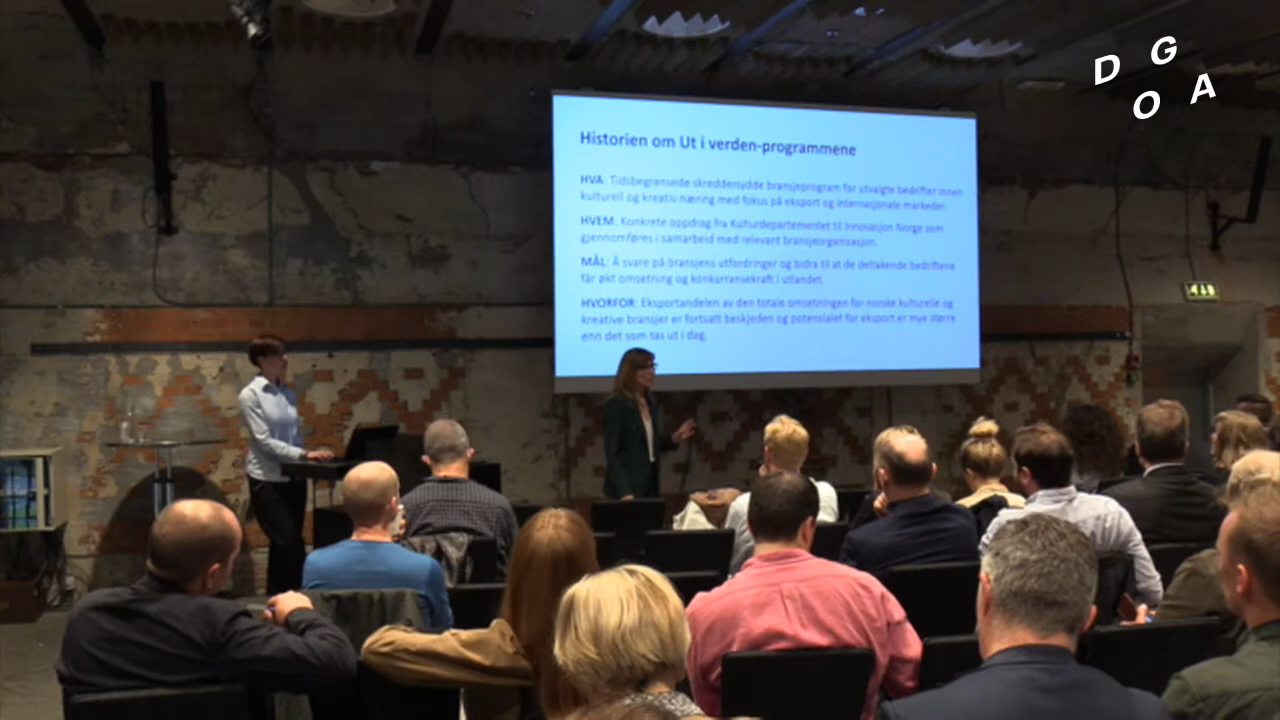 D G
O A
Historien om Ut i verden-programmene
HVA: Tidsbegrensede skreddersydde bransjeprogram for utvalgte bedrifter innen
kulturell og kreativ næring med fokus på eksport og internasjonale markeder.
HVEM: Konkrete oppdrag fra Kulturdepartementet til Innovasjon Norge som
gjennomføres i samarbeid med relevant bransjeorganisasjon.
MÅL: Å svare på bransjens utfordringer og bidra til at de deltakende bedriftene
får økt omsetning og konkurransekraft i utlandet.
HVORFOR: Eksportandelen av den totale omsetningen for norske kulturelle og
kreative bransjer er fortsatt beskjeden og potensialet for eksport er mye større
enn det som tas ut i dag.